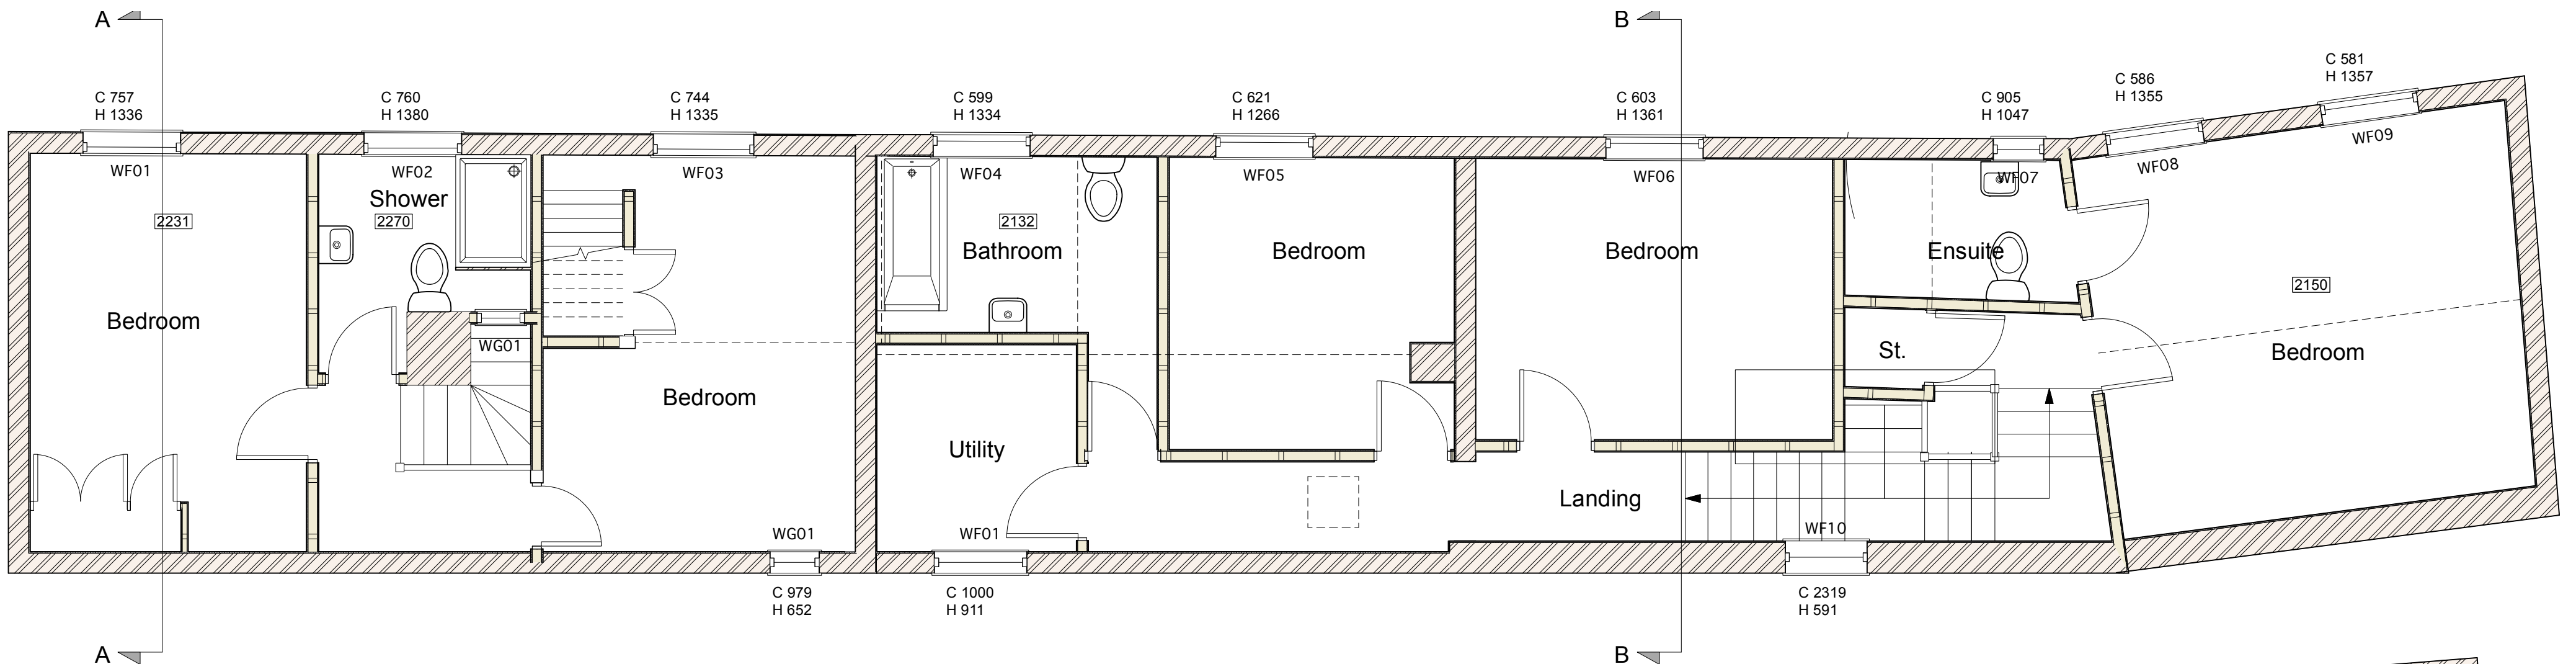 A
B
C 757
H 1336
C 760
H 1380
C 744
H 1335
C 599
H 1334
C 621
H 1266
C 603
H 1361
C 905
H 1047
C 586
H 1355
C 581
H 1357
WF01
WF02
WF03
WF04
WF05
WF06
WF07
WF08
WF09
Shower
2231
2270
2132
Bathroom
Bedroom
Bedroom
Ensuite
2150
Bedroom
WG01
St.
Bedroom
Bedroom
Utility
Landing
WG01
WF01
WF10
C 979
H 652
C 1000
H 911
C 2319
H 591
A
B